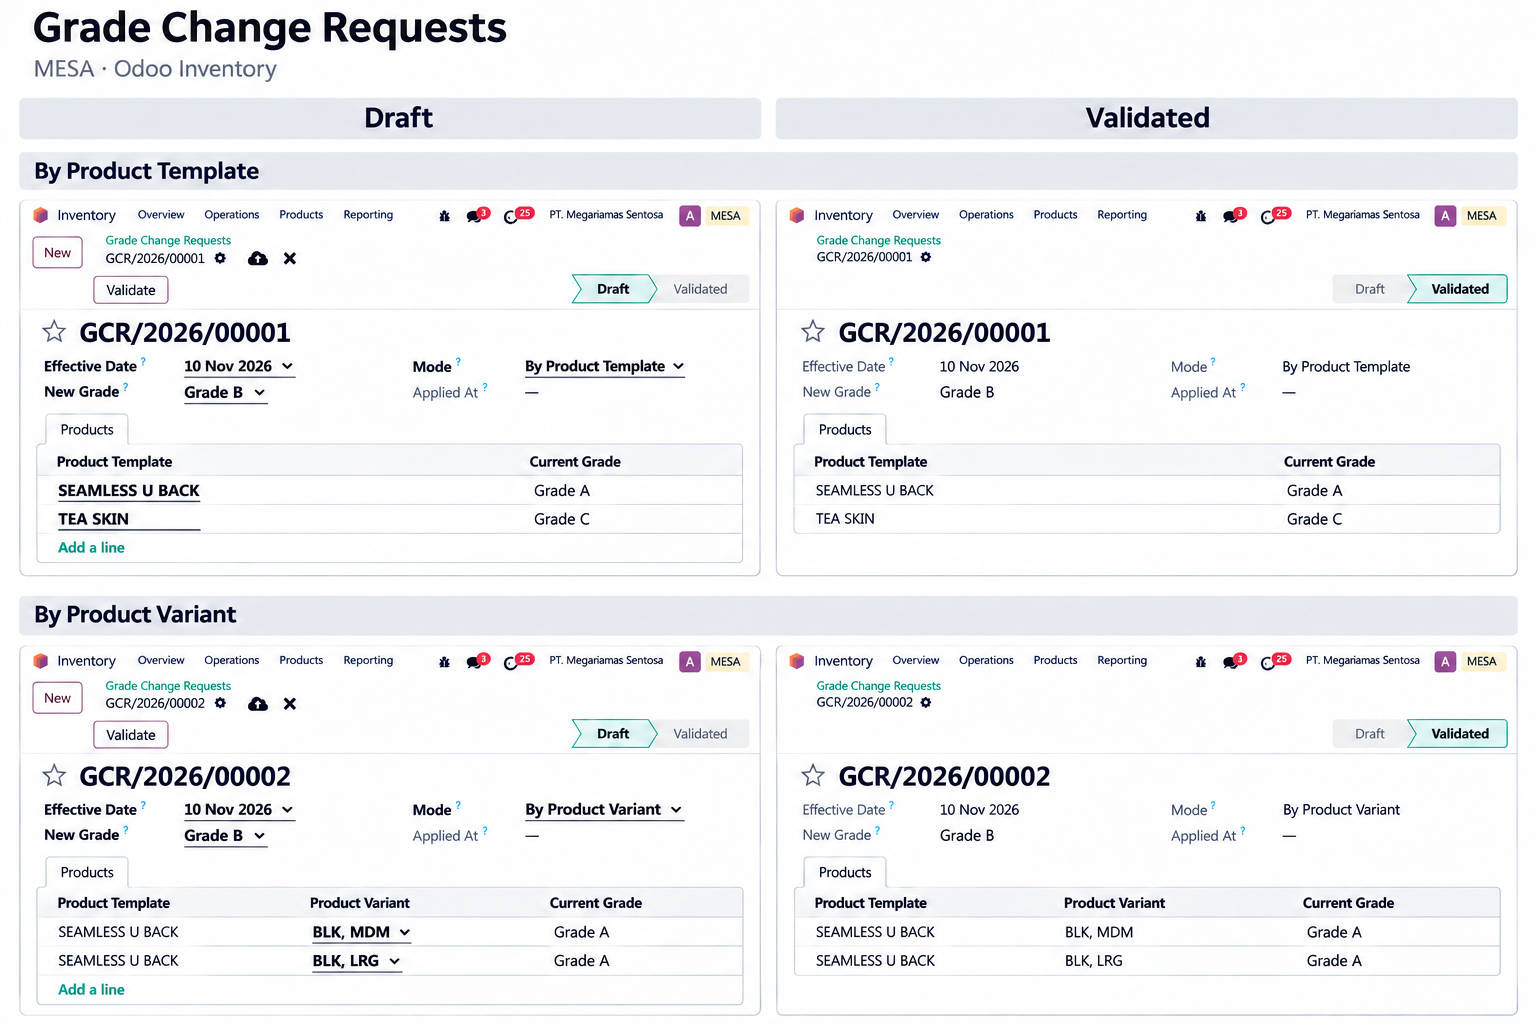 Grade Change Requests
MESA · Odoo Inventory
Draft
Validated
By Product Template
Inventory Overview Operations Products Reporting 3 25 PT. Megariamas Sentosa A MESA
New
Grade Change Requests
GCR/2026/00001
Validate
Draft Validated
GCR/2026/00001
Effective Date ? 10 Nov 2026 Mode ? By Product Template
New Grade ? Grade B Applied At ? —
Products
Product Template Current Grade
SEAMLESS U BACK Grade A
TEA SKIN Grade C
Add a line
Inventory Overview Operations Products Reporting 3 25 PT. Megariamas Sentosa A MESA
Grade Change Requests
GCR/2026/00001
Draft Validated
GCR/2026/00001
Effective Date ? 10 Nov 2026 Mode ? By Product Template
New Grade ? Grade B Applied At ? —
Products
Product Template Current Grade
SEAMLESS U BACK Grade A
TEA SKIN Grade C
By Product Variant
Inventory Overview Operations Products Reporting 3 25 PT. Megariamas Sentosa A MESA
New
Grade Change Requests
GCR/2026/00002
Validate
Draft Validated
GCR/2026/00002
Effective Date ? 10 Nov 2026 Mode ? By Product Variant
New Grade ? Grade B Applied At ? —
Products
Product Template Product Variant Current Grade
SEAMLESS U BACK BLK, MDM Grade A
SEAMLESS U BACK BLK, LRG Grade A
Add a line
Inventory Overview Operations Products Reporting 3 25 PT. Megariamas Sentosa A MESA
Grade Change Requests
GCR/2026/00002
Draft Validated
GCR/2026/00002
Effective Date ? 10 Nov 2026 Mode ? By Product Variant
New Grade ? Grade B Applied At ? —
Products
Product Template Product Variant Current Grade
SEAMLESS U BACK BLK, MDM Grade A
SEAMLESS U BACK BLK, LRG Grade A